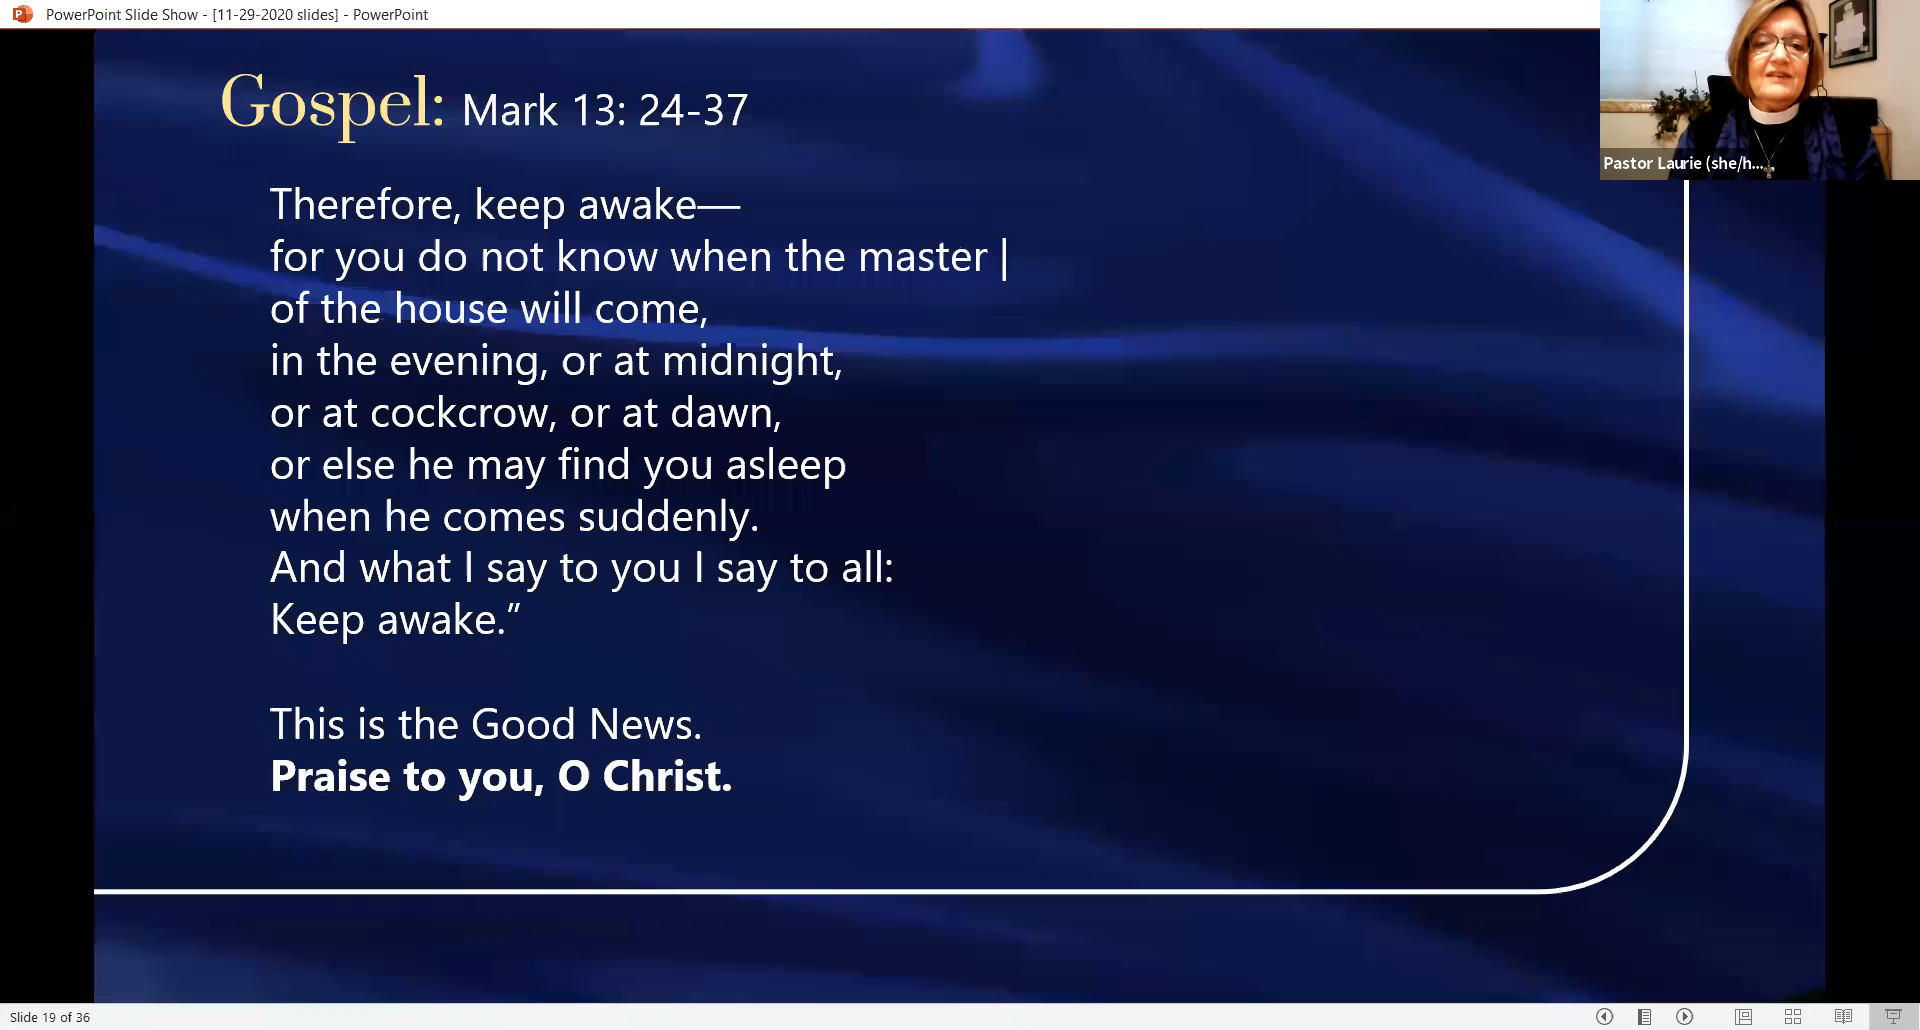 PowerPoint Slide Show - [11-29-2020 slides] - PowerPoint
Gospel: Mark 13: 24-37
Therefore, keep awake—
for you do not know when the master |
of the house will come,
in the evening, or at midnight,
or at cockcrow, or at dawn,
or else he may find you asleep
when he comes suddenly.
And what I say to you I say to all:
Keep awake.”
This is the Good News.
Praise to you, O Christ.
Pastor Laurie (she/h...
Slide 19 of 36